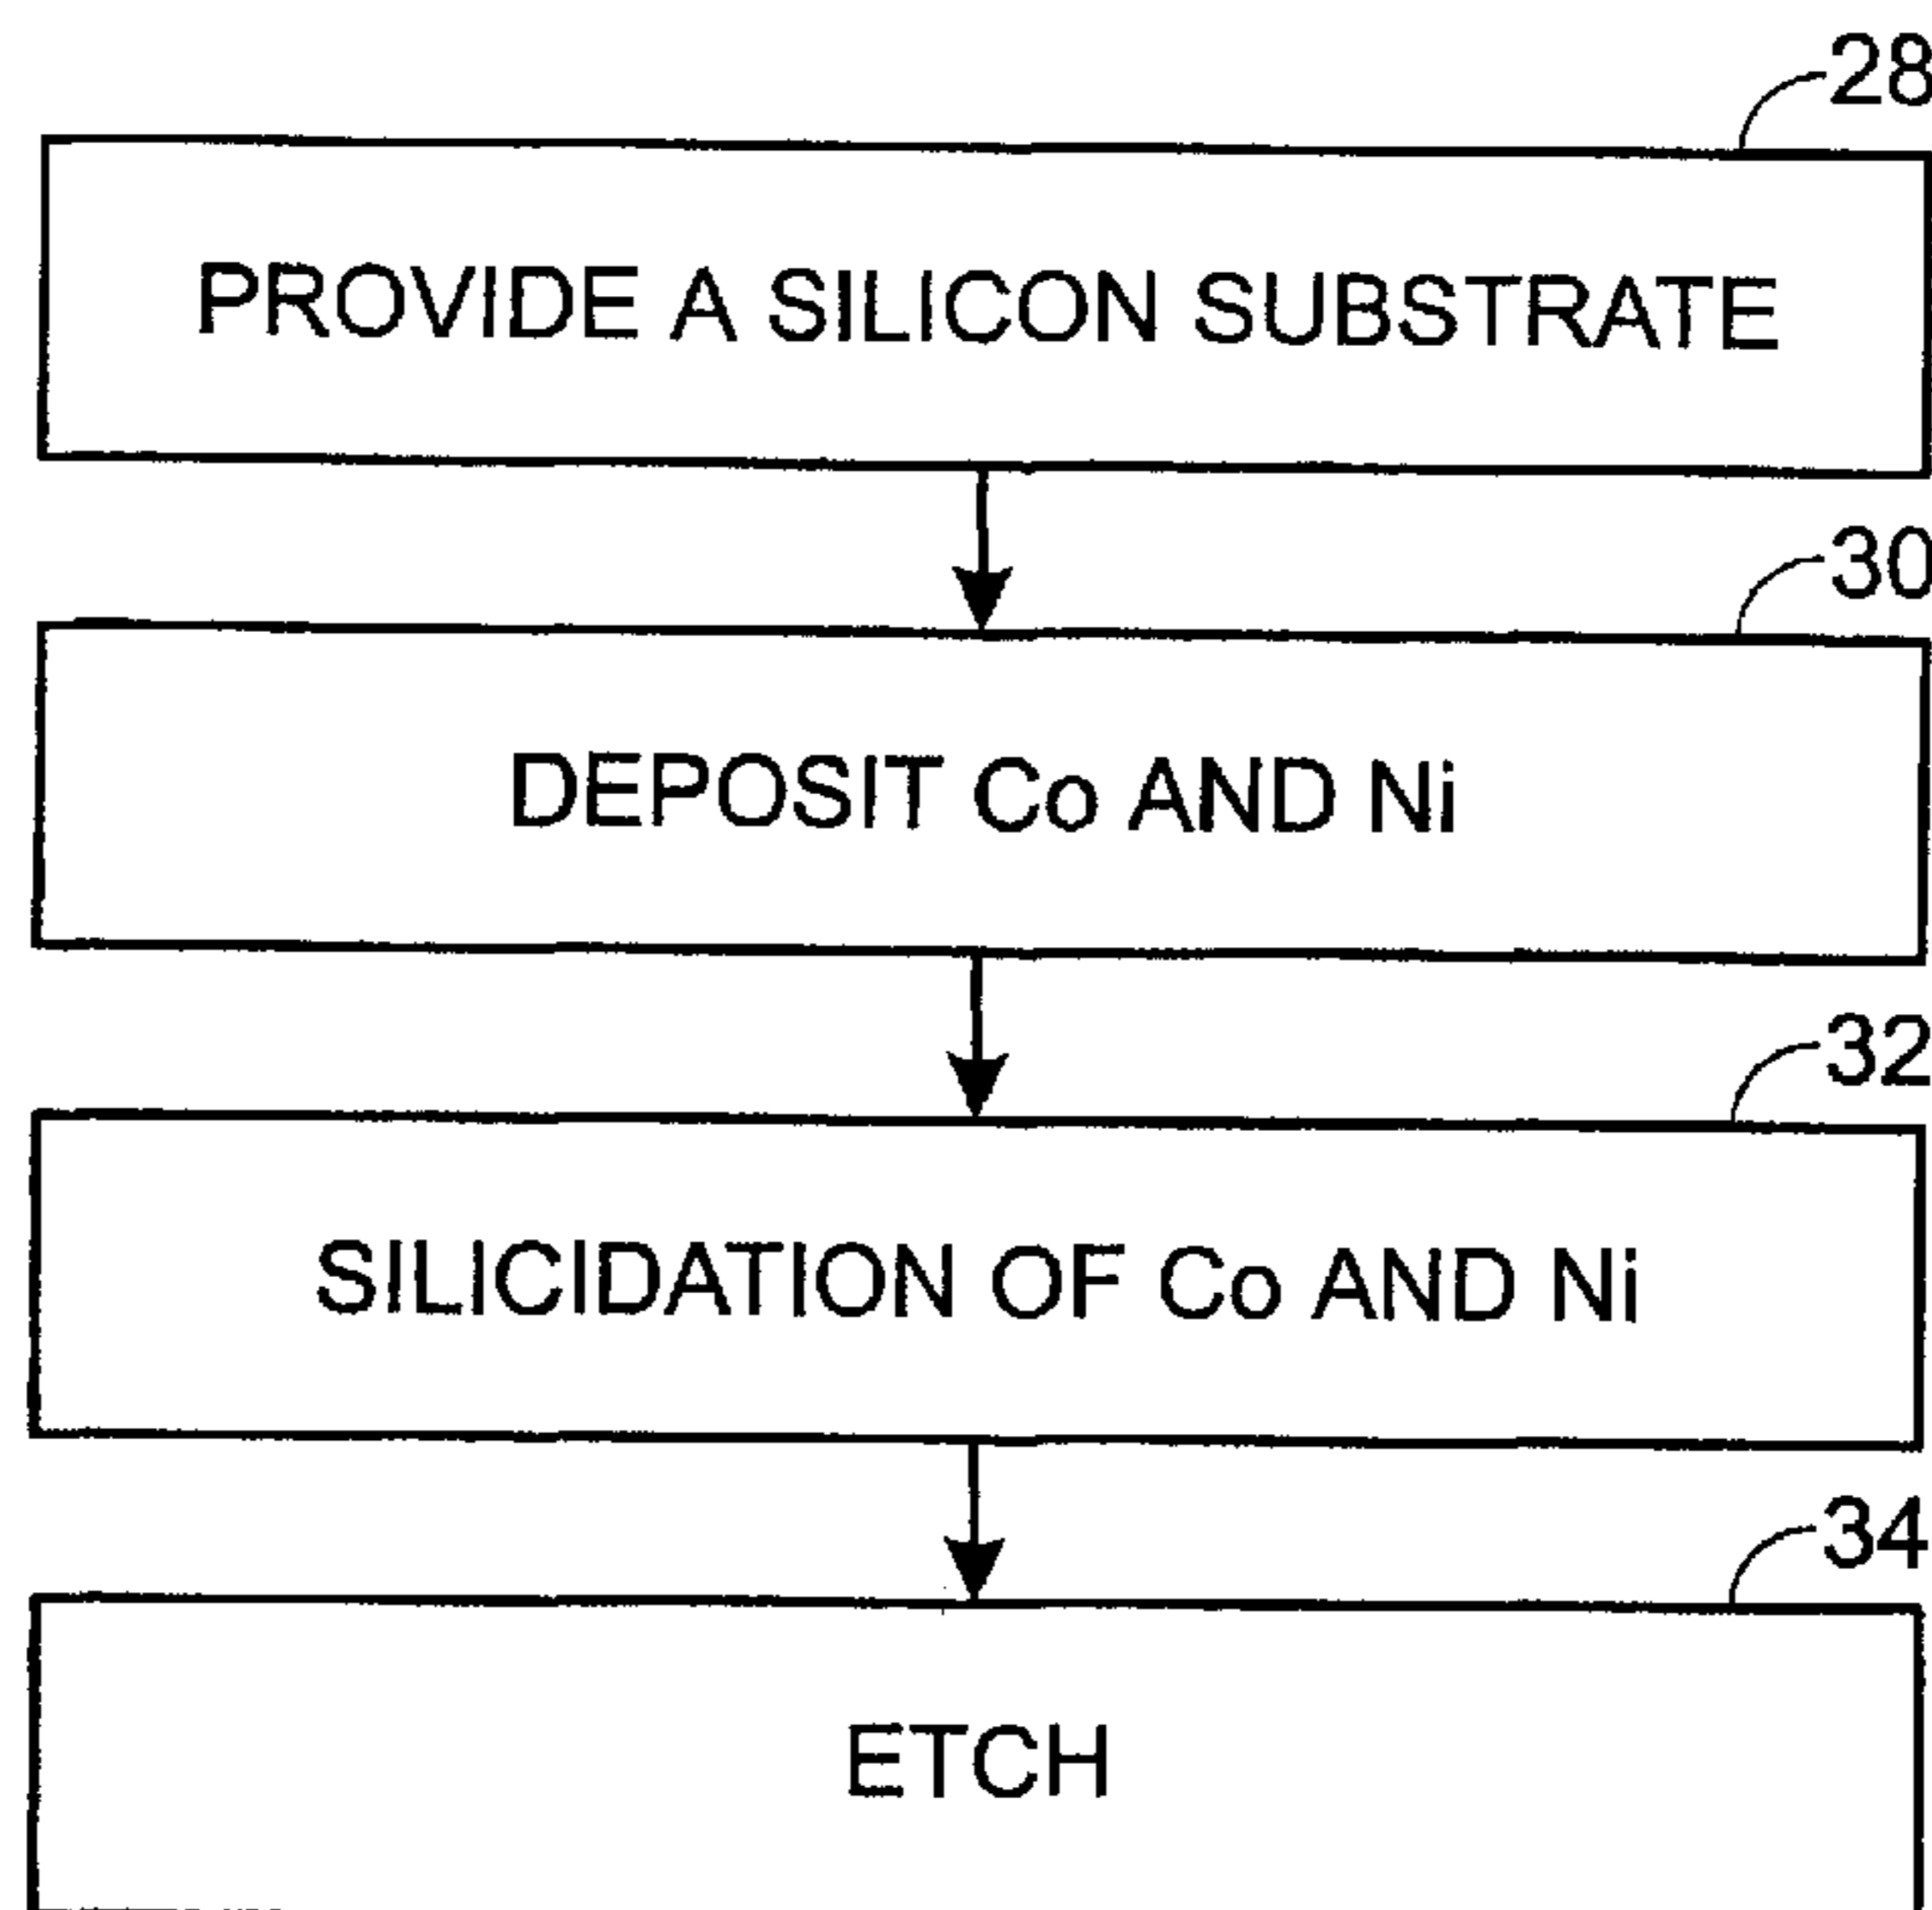 28
PROVIDE A SILICON SUBSTRATE
30
DEPOSIT Co AND Ni
32
SILICIDATION OF Co AND Ni
34
ETCH